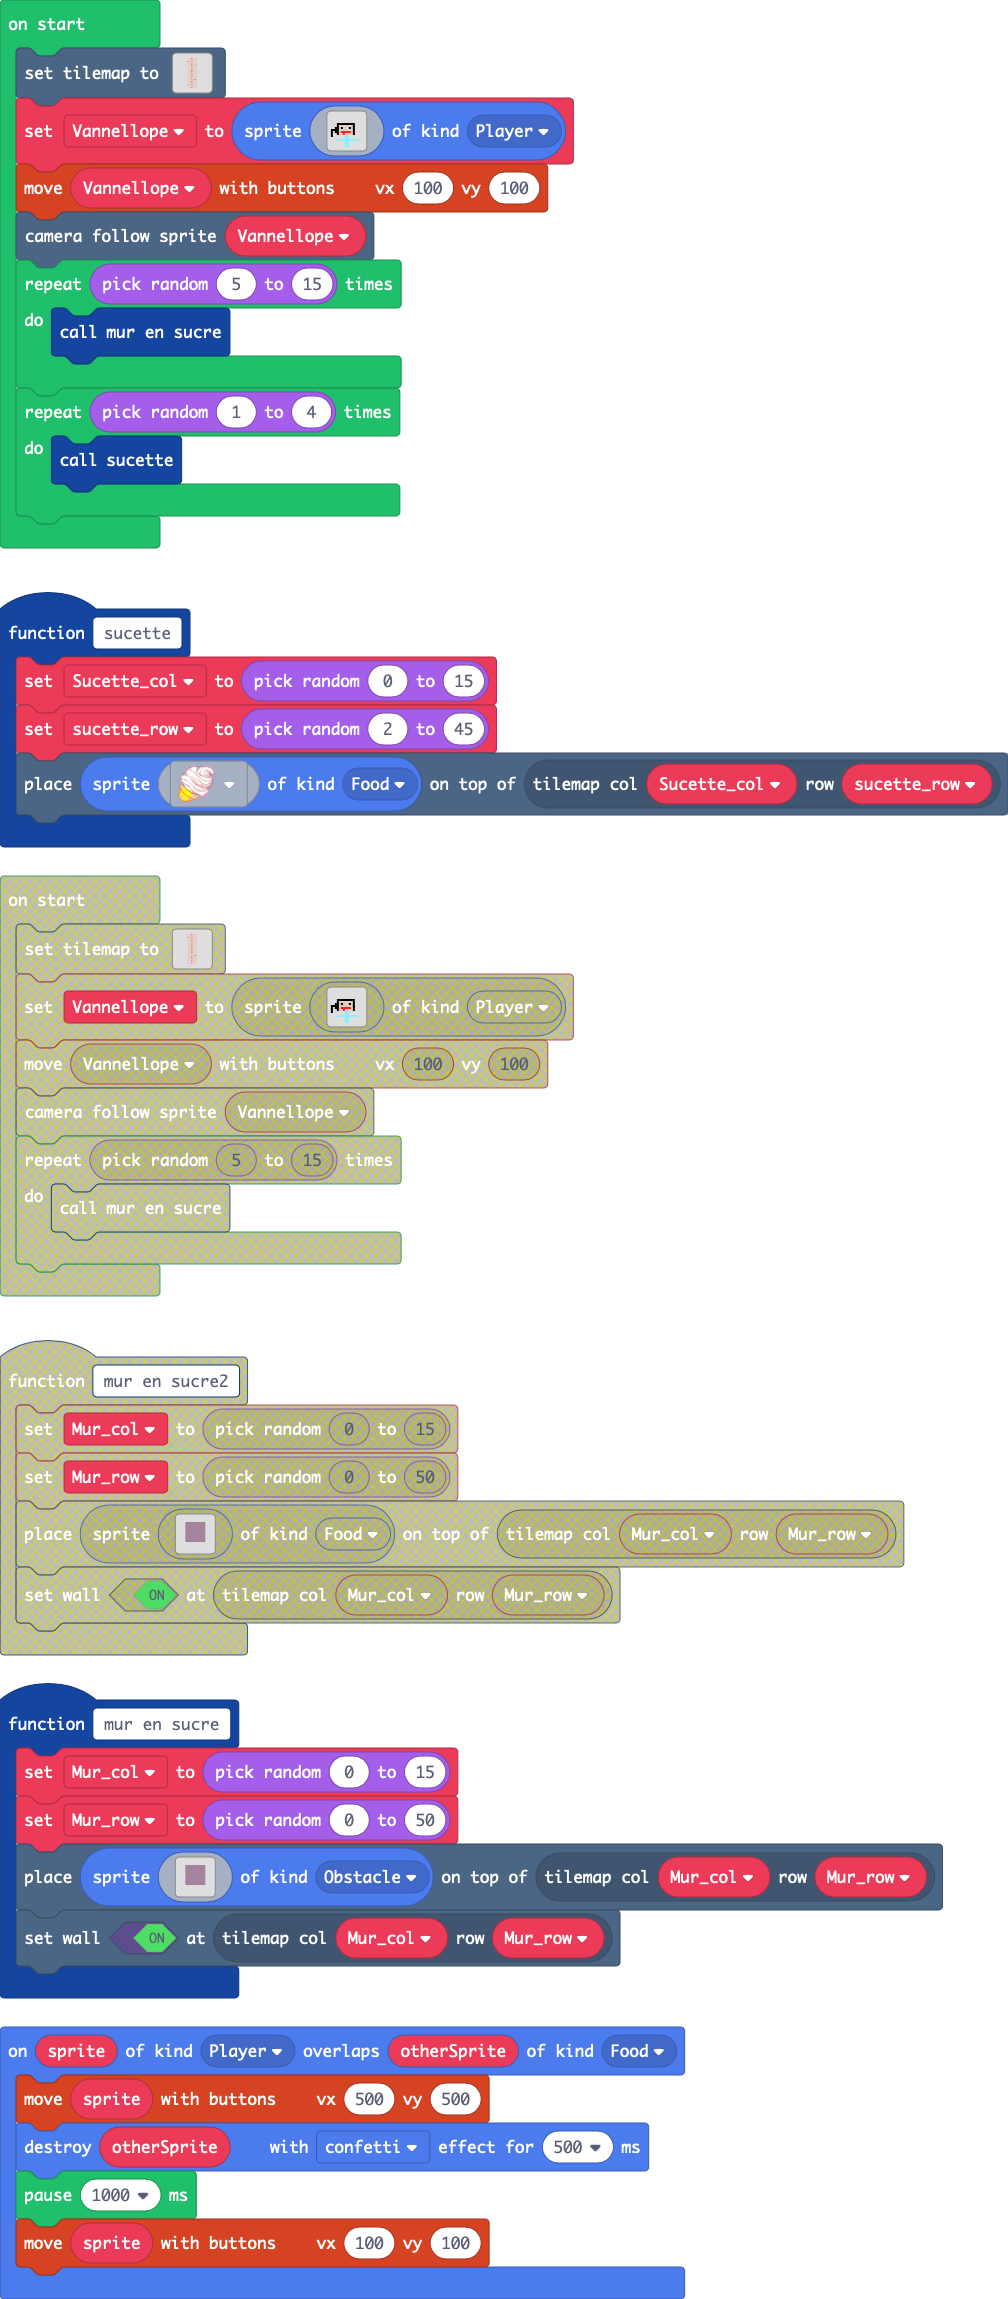 on start
set tilemap to
set Vannellope to sprite of kind Player
move Vannellope with buttons vx 100 vy 100
camera follow sprite Vannellope
repeat pick random 5 to 15 times
do
call mur en sucre
repeat pick random 1 to 4 times
do
call sucette
function sucette
set Sucette_col to pick random 0 to 15
set sucette_row to pick random 2 to 45
place sprite of kind Food on top of tilemap col Sucette_col row sucette_row
on start
set tilemap to
set Vannellope to sprite of kind Player
move Vannellope with buttons vx 100 vy 100
camera follow sprite Vannellope
repeat pick random 5 to 15 times
do
call mur en sucre
function mur en sucre2
set Mur_col to pick random 0 to 15
set Mur_row to pick random 0 to 50
place sprite of kind Food on top of tilemap col Mur_col row Mur_row
set wall ON at tilemap col Mur_col row Mur_row
function mur en sucre
set Mur_col to pick random 0 to 15
set Mur_row to pick random 0 to 50
place sprite of kind Obstacle on top of tilemap col Mur_col row Mur_row
set wall ON at tilemap col Mur_col row Mur_row
on sprite of kind Player overlaps otherSprite of kind Food
move sprite with buttons vx 500 vy 500
destroy otherSprite with confetti effect for 500 ms
pause 1000 ms
move sprite with buttons vx 100 vy 100